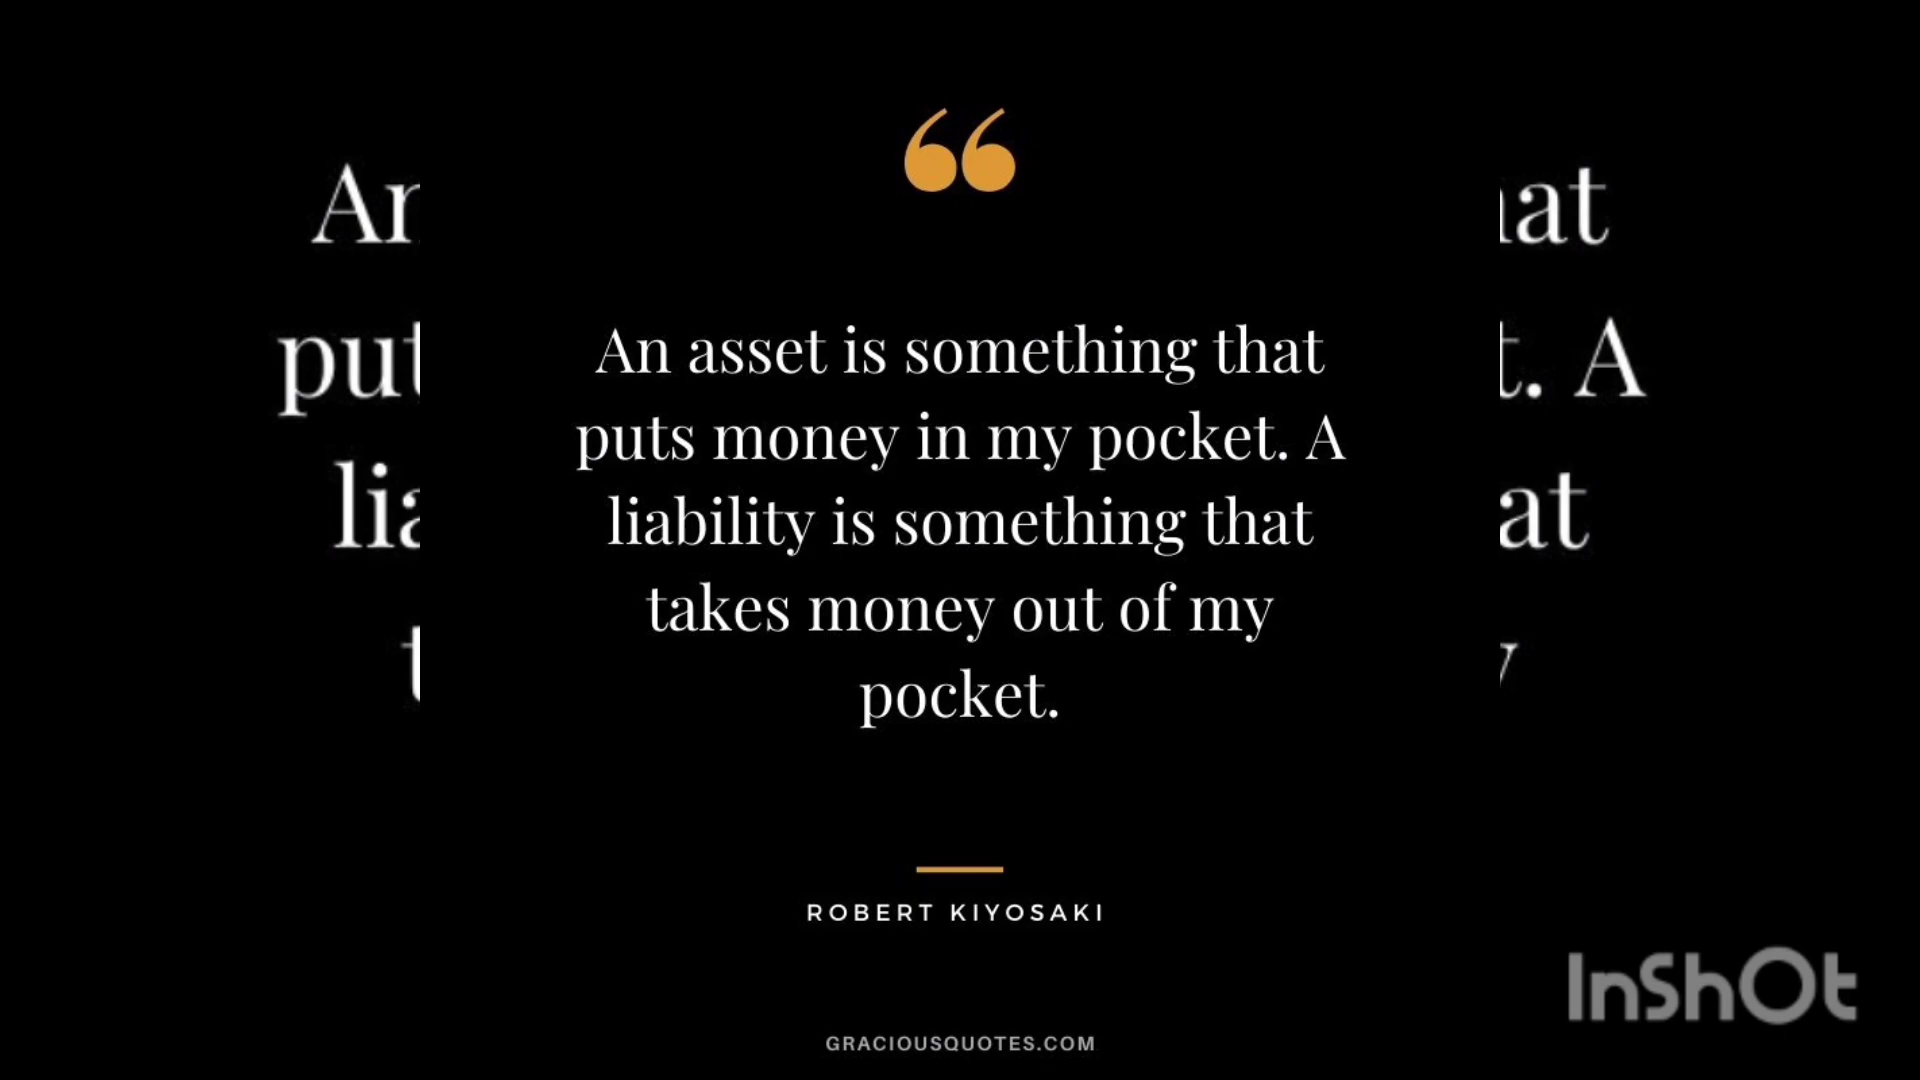 An asset is something that
puts money in my pocket. A
liability is something that
takes money out of my
pocket.
ROBERT KIYOSAKI
GRACIOUSQUOTES.COM
InShOt